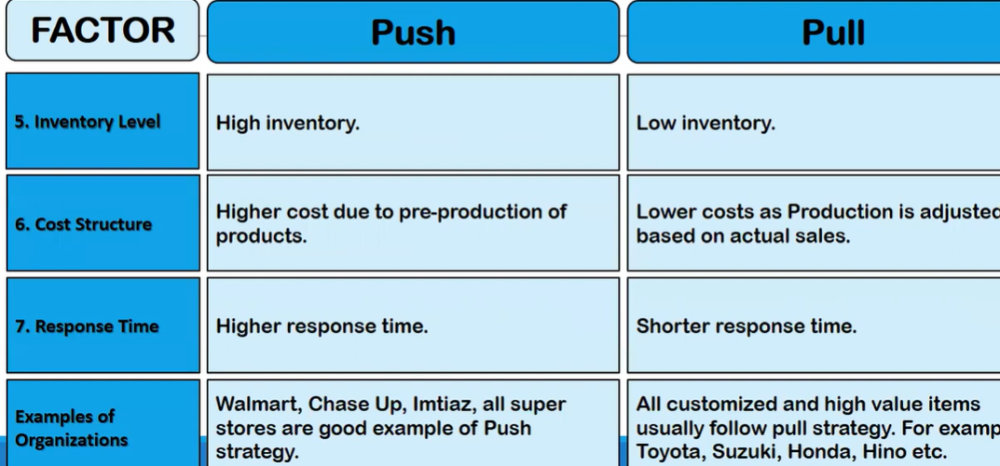 FACTOR
Push
Pull
5. Inventory Level
High inventory.
Low inventory.
6. Cost Structure
Higher cost due to pre-production of
products.
Lower costs as Production is adjusted
based on actual sales.
7. Response Time
Higher response time.
Shorter response time.
Examples of
Organizations
Walmart, Chase Up, Imtiaz, all super
stores are good example of Push
strategy.
All customized and high value items
usually follow pull strategy. For examp
Toyota, Suzuki, Honda, Hino etc.